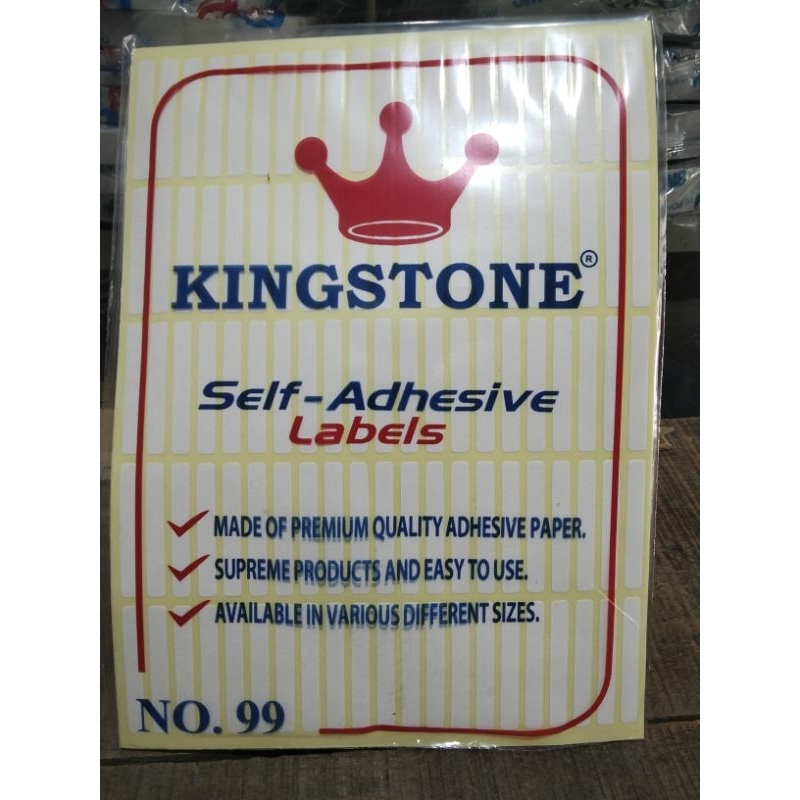 KINGSTONE®
Self-Adhesive
Labels
MADE OF PREMIUM QUALITY ADHESIVE PAPER.
SUPREME PRODUCTS AND EASY TO USE.
AVAILABLE IN VARIOUS DIFFERENT SIZES.
NO. 99